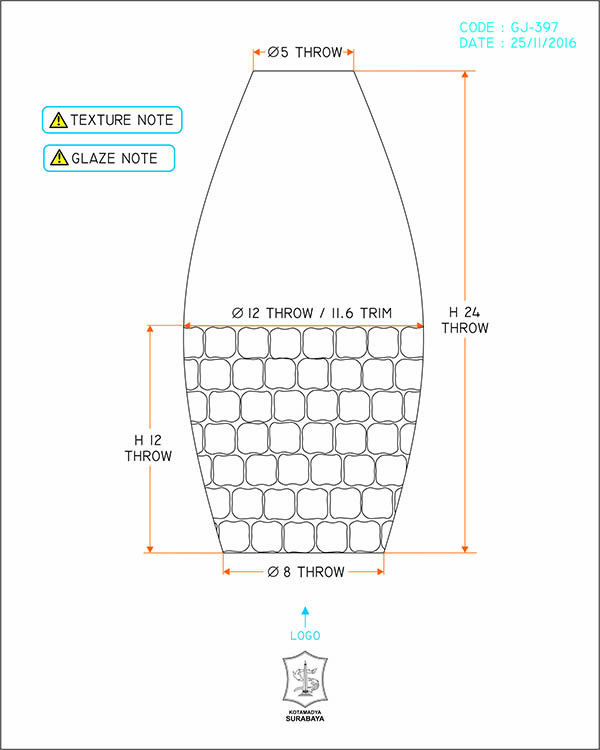 CODE : GJ-397
DATE : 25/11/2016
Ø5 THROW
TEXTURE NOTE
GLAZE NOTE
Ø 12 THROW / 11.6 TRIM
H 24
THROW
H 12
THROW
Ø 8 THROW
LOGO
KOTAMADYA
SURABAYA